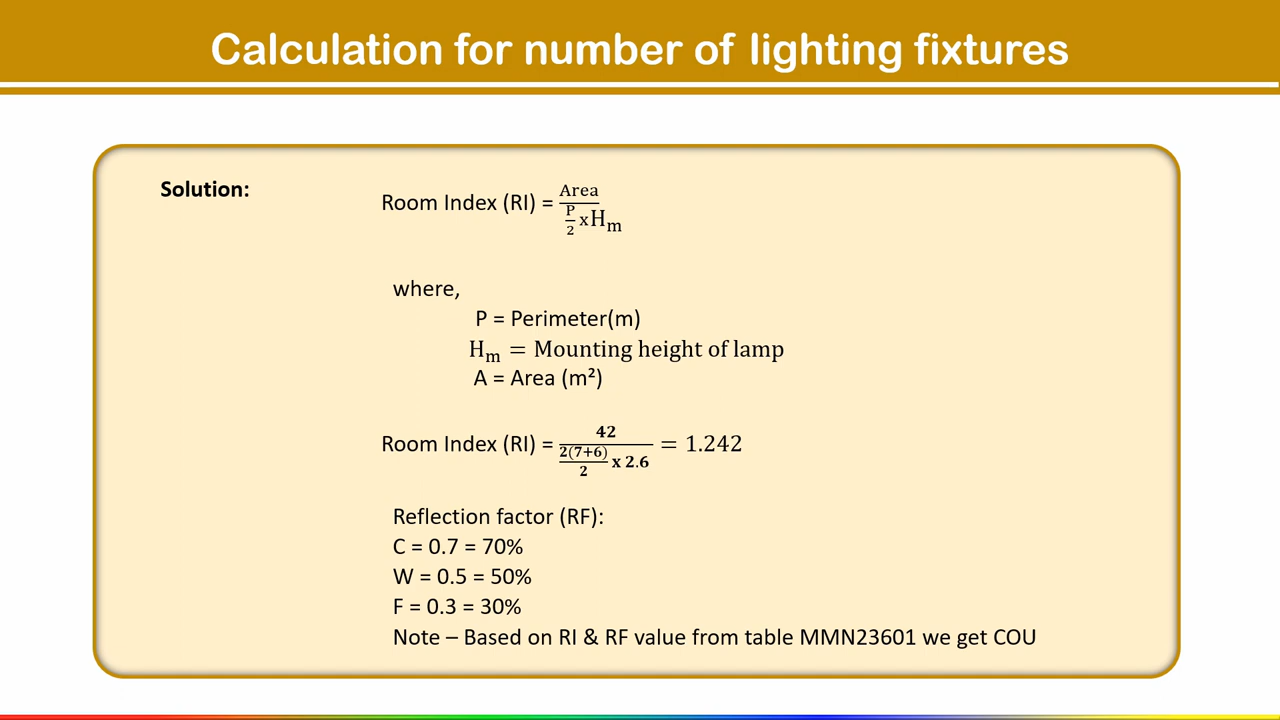 Calculation for number of lighting fixtures
Solution:
Room Index (RI) = Area / (P/2 x Hₘ)
where,
P = Perimeter(m)
Hₘ = Mounting height of lamp
A = Area (m²)
Room Index (RI) = 42 / (2(7+6)/2 x 2.6) = 1.242
Reflection factor (RF):
C = 0.7 = 70%
W = 0.5 = 50%
F = 0.3 = 30%
Note – Based on RI & RF value from table MMN23601 we get COU